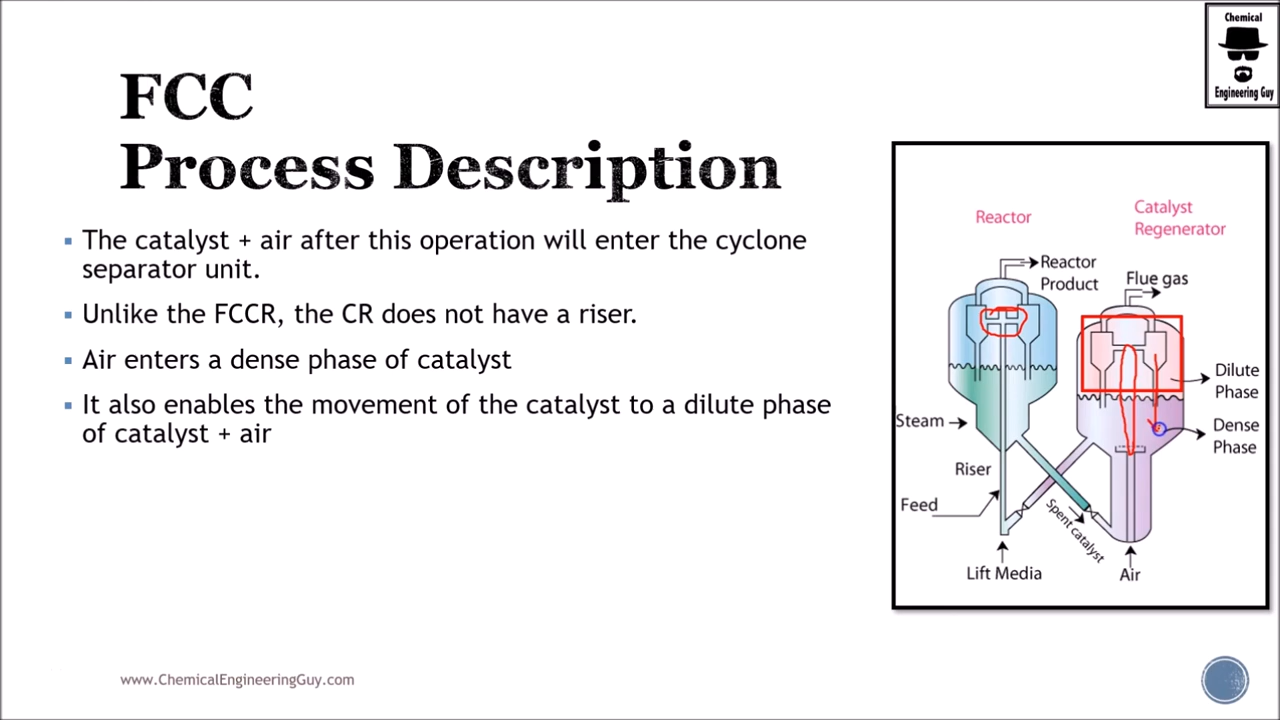 Chemical
Engineering Guy
FCC
Process Description
The catalyst + air after this operation will enter the cyclone
separator unit.
Unlike the FCCR, the CR does not have a riser.
Air enters a dense phase of catalyst
It also enables the movement of the catalyst to a dilute phase
of catalyst + air
Reactor
Catalyst
Regenerator
Reactor
Product
Flue gas
Dilute
Phase
Dense
Phase
Steam
Riser
Feed
Spent catalyst
Lift Media
Air
www.ChemicalEngineeringGuy.com